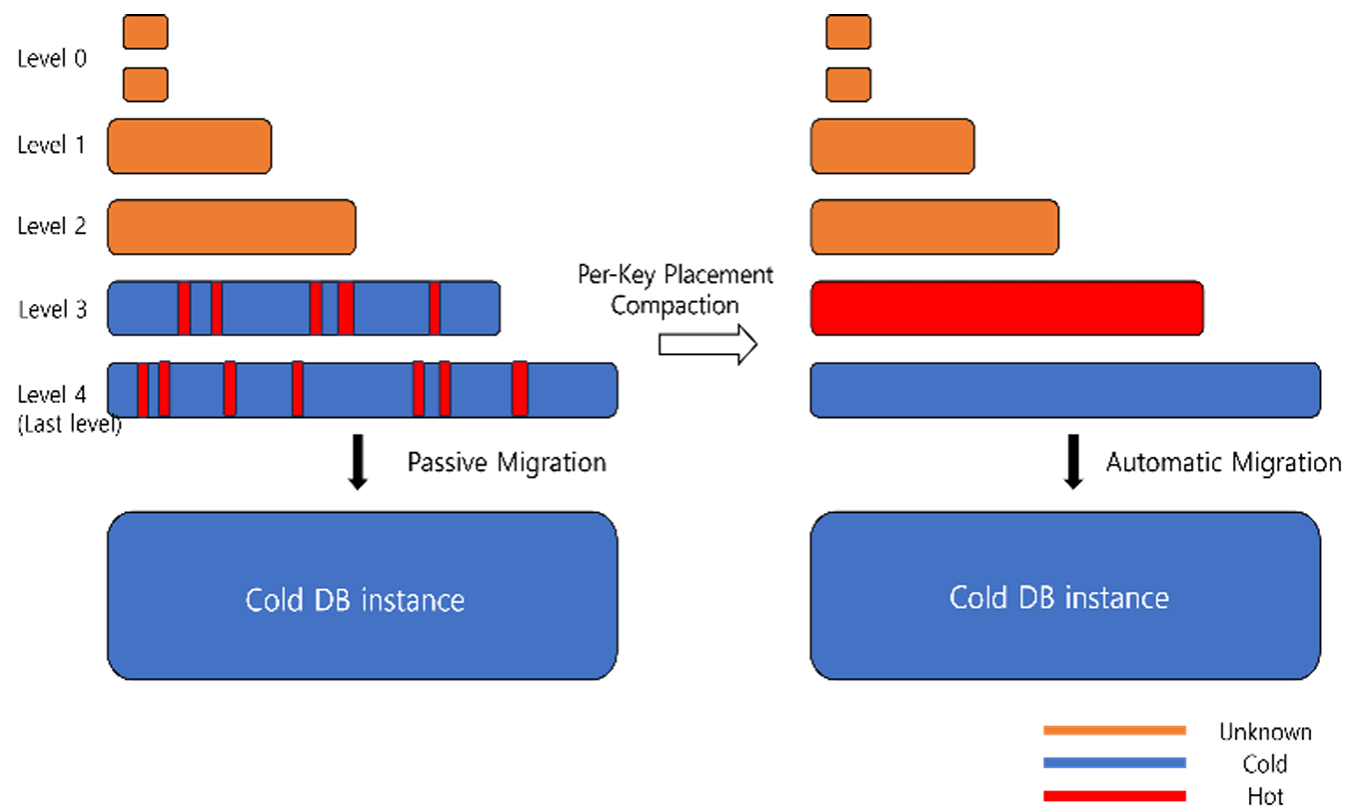 Level 0
Level 1
Level 2
Level 3
Level 4
(Last level)
Per-Key Placement
Compaction
Passive Migration
Automatic Migration
Cold DB instance
Cold DB instance
Unknown
Cold
Hot